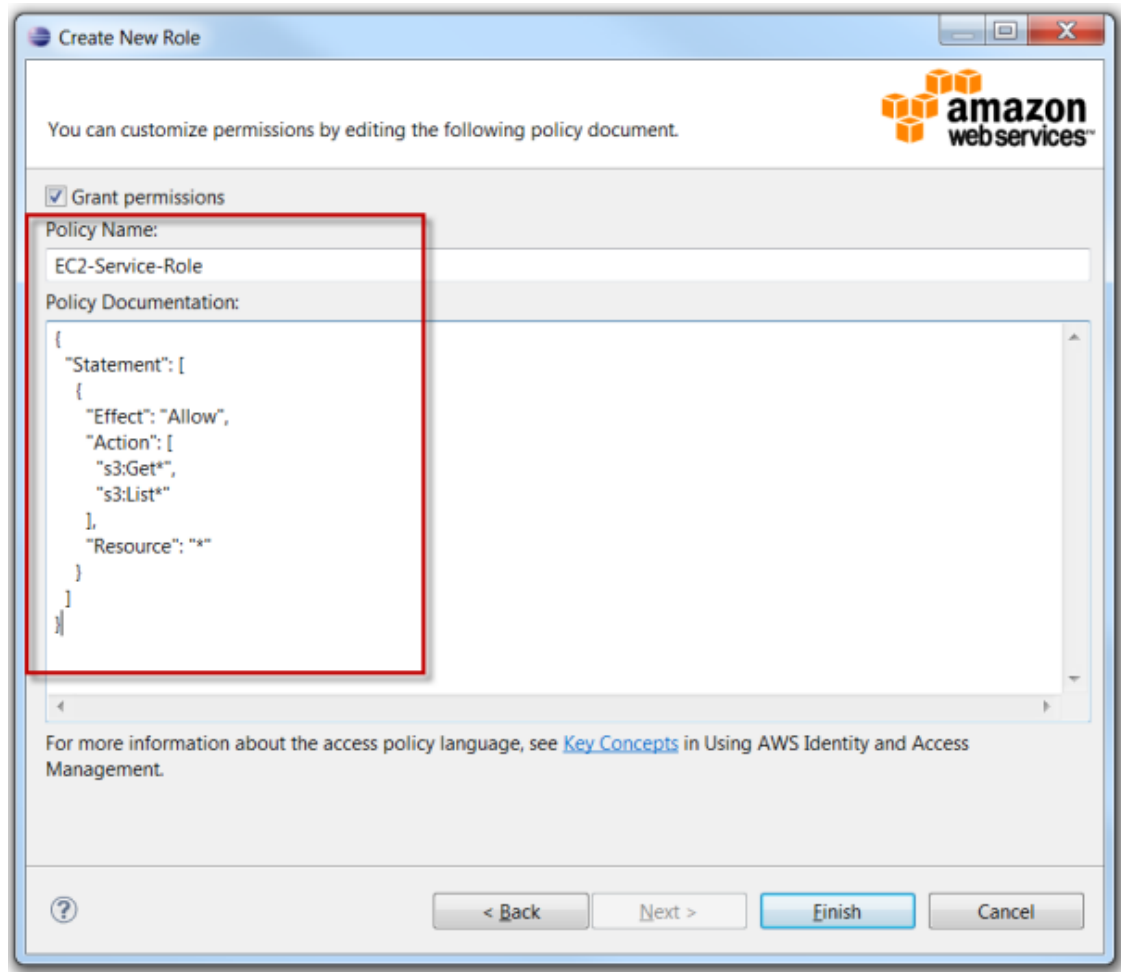 Create New Role
You can customize permissions by editing the following policy document.
amazon
webservices™
Grant permissions
Policy Name:
EC2-Service-Role
Policy Documentation:
{
  "Statement": [
    {
      "Effect": "Allow",
      "Action": [
        "s3:Get*",
        "s3:List*"
      ],
      "Resource": "*"
    }
  ]
}
For more information about the access policy language, see Key Concepts in Using AWS Identity and Access
Management.
?
< Back
Next >
Finish
Cancel